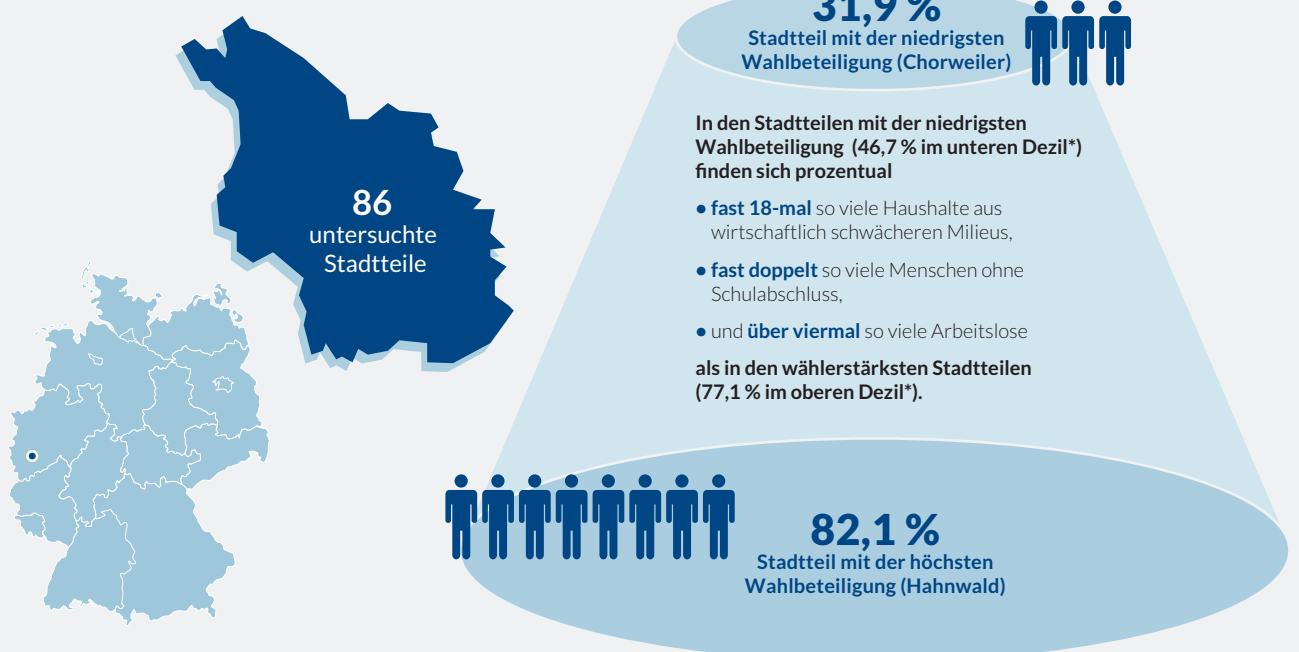 86
untersuchte
Stadtteile
31,9 %
Stadtteil mit der niedrigsten
Wahlbeteiligung (Chorweiler)
In den Stadtteilen mit der niedrigsten
Wahlbeteiligung (46,7 % im unteren Dezil*)
finden sich prozentual
• fast 18-mal so viele Haushalte aus
wirtschaftlich schwächeren Milieus,
• fast doppelt so viele Menschen ohne
Schulabschluss,
• und über viermal so viele Arbeitslose
als in den wählerstärksten Stadtteilen
(77,1 % im oberen Dezil*).
82,1 %
Stadtteil mit der höchsten
Wahlbeteiligung (Hahnwald)